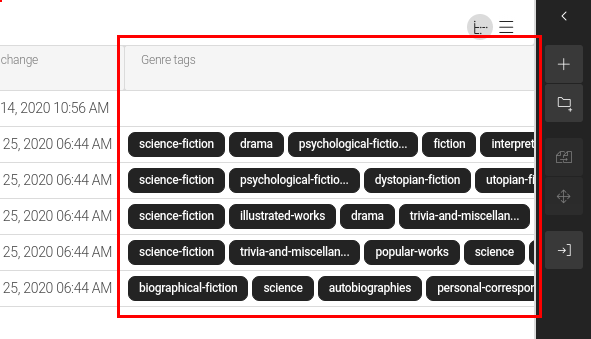 change Genre tags
14, 2020 10:56 AM
25, 2020 06:44 AM science-fiction drama psychological-fictio... fiction interpret
25, 2020 06:44 AM science-fiction psychological-fictio... dystopian-fiction utopian-fi
25, 2020 06:44 AM science-fiction illustrated-works drama trivia-and-miscellan...
25, 2020 06:44 AM science-fiction trivia-and-miscellan... popular-works science
25, 2020 06:44 AM biographical-fiction science autobiographies personal-correspon